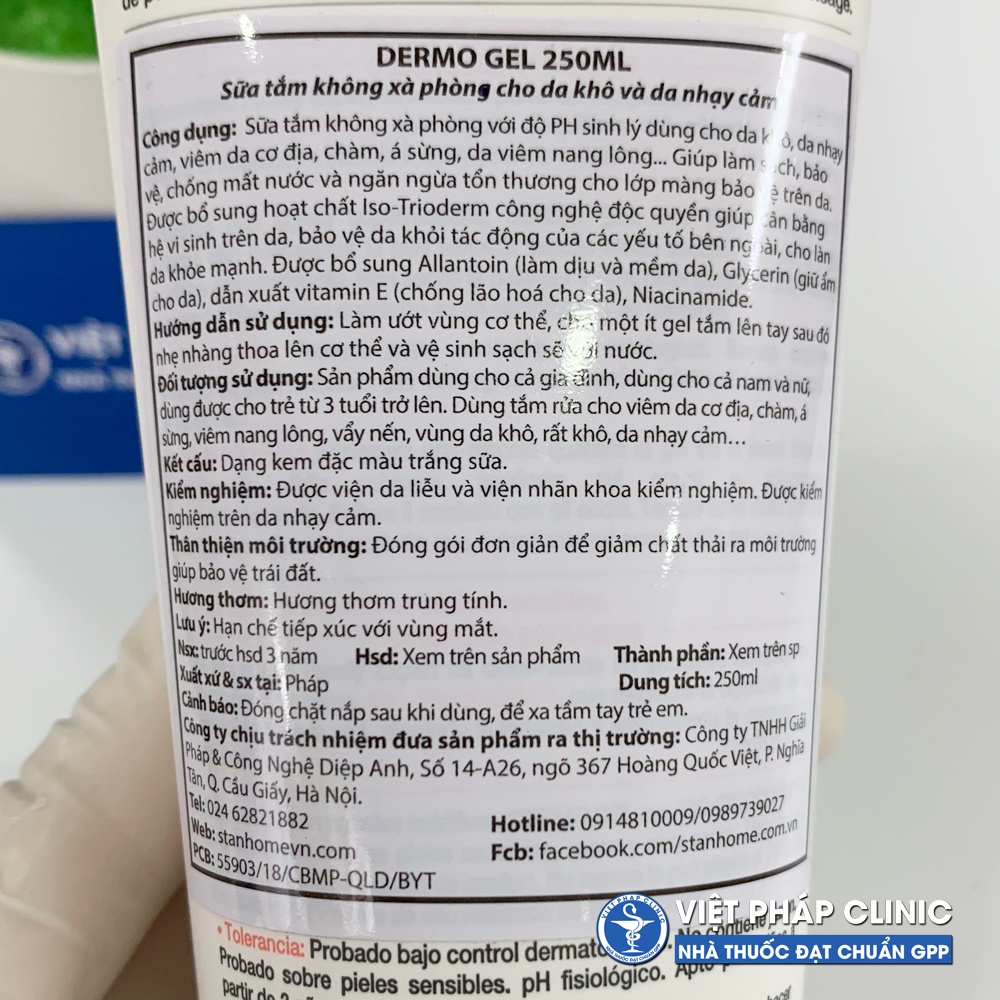 DERMO GEL 250ML
Sữa tắm không xà phòng cho da khô và da nhạy cảm
Công dụng: Sữa tắm không xà phòng với độ PH sinh lý dùng cho da khô, da nhạy
cảm, viêm da cơ địa, chàm, á sừng, da viêm nang lông... Giúp làm sạch, bảo
vệ, chống mất nước và ngăn ngừa tổn thương cho lớp màng bảo vệ trên da.
Được bổ sung hoạt chất Iso-Trioderm công nghệ độc quyền giúp cân bằng
hệ vi sinh trên da, bảo vệ da khỏi tác động của các yếu tố bên ngoài, cho làn
da khỏe mạnh. Được bổ sung Allantoin (làm dịu và mềm da), Glycerin (giữ ẩm
cho da), dẫn xuất vitamin E (chống lão hoá cho da), Niacinamide.
Hướng dẫn sử dụng: Làm ướt vùng cơ thể, cho một ít gel tắm lên tay sau đó
nhẹ nhàng thoa lên cơ thể và vệ sinh sạch sẽ với nước.
Đối tượng sử dụng: Sản phẩm dùng cho cả gia đình, dùng cho cả nam và nữ,
dùng được cho trẻ từ 3 tuổi trở lên. Dùng tắm rửa cho viêm da cơ địa, chàm, á
sừng, viêm nang lông, vẩy nến, vùng da khô, rất khô, da nhạy cảm...
Kết cấu: Dạng kem đặc màu trắng sữa.
Kiểm nghiệm: Được viện da liễu và viện nhãn khoa kiểm nghiệm. Được kiểm
nghiệm trên da nhạy cảm.
Thân thiện môi trường: Đóng gói đơn giản để giảm chất thải ra môi trường
giúp bảo vệ trái đất.
Hương thơm: Hương thơm trung tính.
Lưu ý: Hạn chế tiếp xúc với vùng mắt.
Nsx: trước hsd 3 năm Hsd: Xem trên sản phẩm Thành phần: Xem trên sp
Xuất xứ & sx tại: Pháp Dung tích: 250ml
Cảnh báo: Đóng chặt nắp sau khi dùng, để xa tầm tay trẻ em.
Công ty chịu trách nhiệm đưa sản phẩm ra thị trường: Công ty TNHH Giải
Pháp & Công Nghệ Diệp Anh, Số 14-A26, ngõ 367 Hoàng Quốc Việt, P. Nghĩa
Tân, Q. Cầu Giấy, Hà Nội.
Tel: 024 62821882 Hotline: 0914810009/0989739027
Web: stanhomevn.com Fcb: facebook.com/stanhome.com.vn
PCB: 55903/18/CBMP-QLD/BYT
• Tolerancia: Probado bajo control No contiene
Probado sobre pieles sensibles. pH fisiológico. Apto
partir de
VIỆT PHÁP CLINIC
NHÀ THUỐC ĐẠT CHUẨN GPP
VIỆT PHÁP CLINIC
NHÀ THUỐC ĐẠT CHUẨN GPP
VIỆT